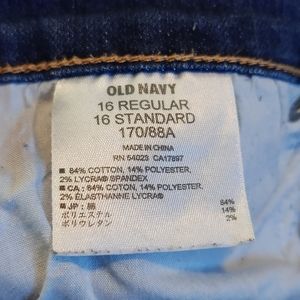 OLD NAVY
16 REGULAR
16 STANDARD
170/88A
MADE IN CHINA
RN 54023 CA17897
■ 84% COTTON, 14% POLYESTER,
2% LYCRA® SPANDEX
■ CA: 84% COTON, 14% POLYESTER,
2% ÉLASTHANNE LYCRA®
■ JP: 綿 84%
ポリエステル 14%
ポリウレタン 2%